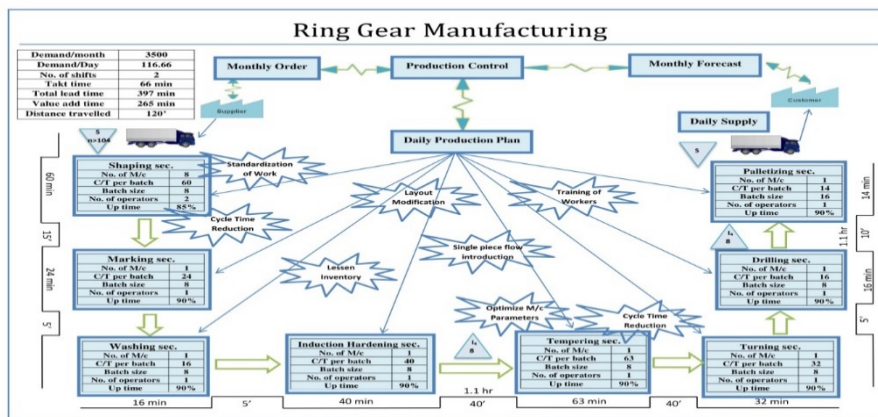 Ring Gear Manufacturing
Demand/month 3500
Demand/Day 116.66
No. of shifts 2
Takt time 66 min
Total lead time 397 min
Value add time 265 min
Distance travelled 120'
Monthly Order
Production Control
Monthly Forecast
Supplier
Customer
Daily Supply
Daily Production Plan
S
n>104
S
Shaping sec.
No. of M/c 8
C/T per batch 60
Batch size 8
No. of operators 2
Up time 85%
Standardization
of Work
Cycle Time
Reduction
Layout
Modification
Training of
Workers
Lessen
Inventory
Single piece flow
introduction
Optimize M/c
Parameters
Cycle Time
Reduction
Palletizing sec.
No. of M/c 1
C/T per batch 14
Batch size 16
No. of operators 1
Up time 90%
Marking sec.
No. of M/c 1
C/T per batch 24
Batch size 8
No. of operators 1
Up time 90%
Drilling sec.
No. of M/c 1
C/T per batch 16
Batch size 8
No. of operators 1
Up time 90%
Washing sec.
No. of M/c 1
C/T per batch 16
Batch size 8
No. of operators 1
Up time 90%
Induction Hardening sec.
No. of M/c 1
C/T per batch 40
Batch size 8
No. of operators 1
Up time 90%
Tempering sec.
No. of M/c 1
C/T per batch 63
Batch size 8
No. of operators 1
Up time 90%
Turning sec.
No. of M/c 1
C/T per batch 32
Batch size 8
No. of operators 1
Up time 90%
8
8
60 min
15'
24 min
5'
16 min
5'
40 min
1.1 hr
40'
63 min
40'
32 min
5'
16 min
1.1 hr
10'
14 min